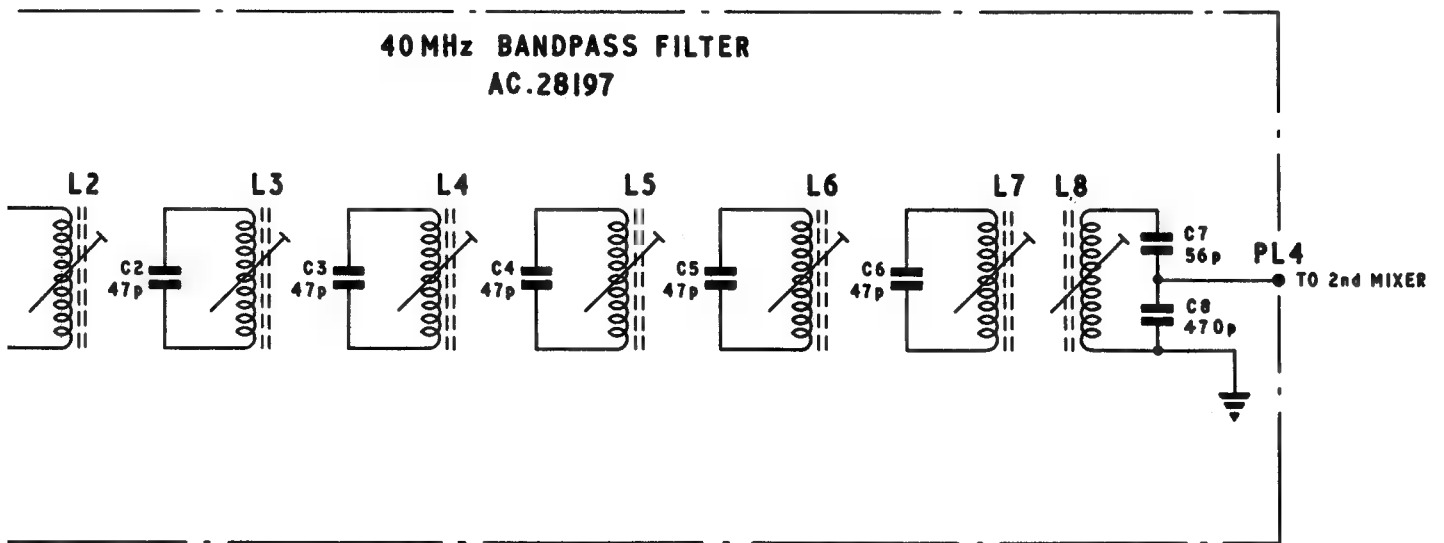 40MHz BANDPASS FILTER
AC.28197
L2
L3
L4
L5
L6
L7
L8
C2
47p
C3
47p
C4
47p
C5
47p
C6
47p
C7
56p
PL4
TO 2nd MIXER
C8
470p